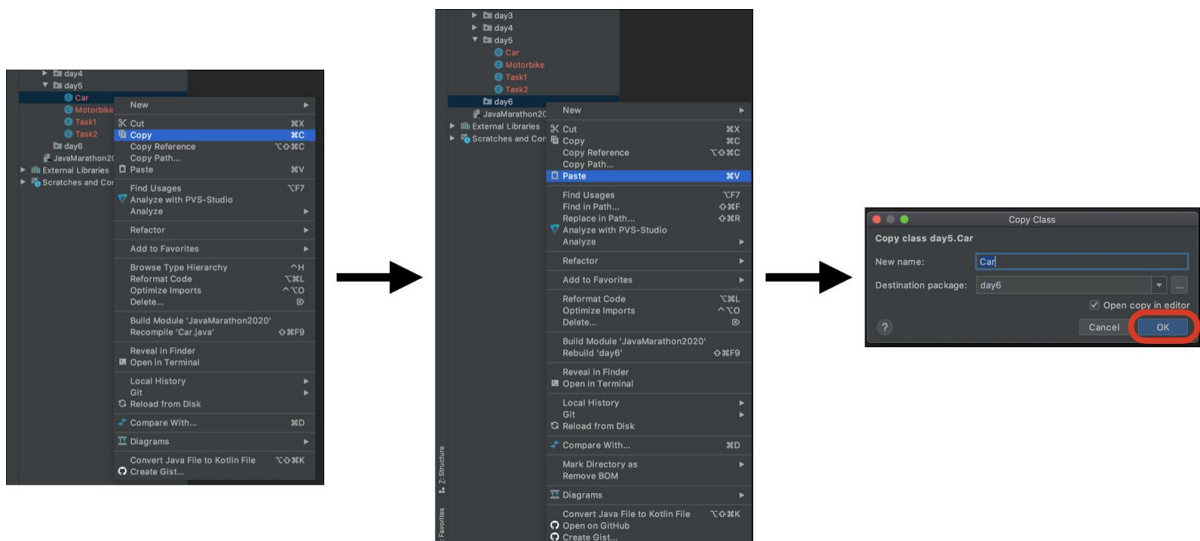 day4
day5
Car
Motorbike
Task1
Task2
day6
JavaMarathon20
External Libraries
Scratches and Con
New
Cut ⌘X
Copy ⌘C
Copy Reference ⌥⇧⌘C
Copy Path...
Paste ⌘V
Find Usages ⌥F7
Analyze with PVS-Studio
Analyze
Refactor
Add to Favorites
Browse Type Hierarchy ^H
Reformat Code ⌥⌘L
Optimize Imports ^⌥O
Delete... ⌦
Build Module 'JavaMarathon2020'
Recompile 'Car.java' ⇧⌘F9
Reveal in Finder
Open in Terminal
Local History
Git
Reload from Disk
Compare With... ⌘D
Diagrams
Convert Java File to Kotlin File ⌥⇧⌘K
Create Gist...
day3
day4
day5
Car
Motorbike
Task1
Task2
day6
JavaMarathon20
External Libraries
Scratches and Con
New
Cut ⌘X
Copy ⌘C
Copy Reference ⌥⇧⌘C
Copy Path...
Paste ⌘V
Find Usages ⌥F7
Find in Path... ⇧⌘F
Replace in Path... ⇧⌘R
Analyze with PVS-Studio
Analyze
Refactor
Add to Favorites
Reformat Code ⌥⌘L
Optimize Imports ^⌥O
Delete... ⌦
Build Module 'JavaMarathon2020'
Rebuild 'day6' ⇧⌘F9
Reveal in Finder
Open in Terminal
Local History
Git
Reload from Disk
Compare With... ⌘D
Mark Directory as
Remove BOM
Diagrams
Convert Java File to Kotlin File ⌥⇧⌘K
Open on GitHub
Create Gist...
Z: Structure
Favorites
Copy Class
Copy class day5.Car
New name: Car
Destination package: day6 ...
Open copy in editor
? Cancel OK